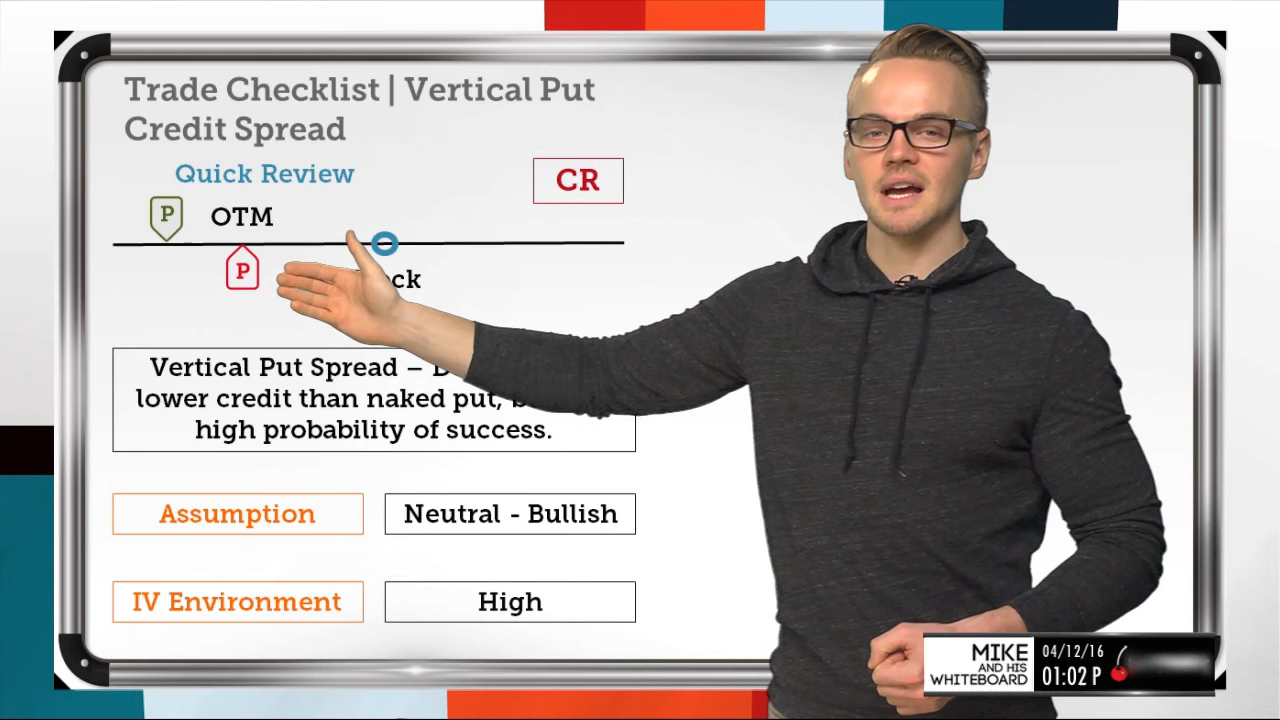 Trade Checklist | Vertical Put
Credit Spread
Quick Review
CR
P
OTM
P
ck
Vertical Put Spread –
lower credit than naked put,
high probability of success.
Assumption
Neutral - Bullish
IV Environment
High
MIKE
AND HIS
WHITEBOARD
04/12/16
01:02 P